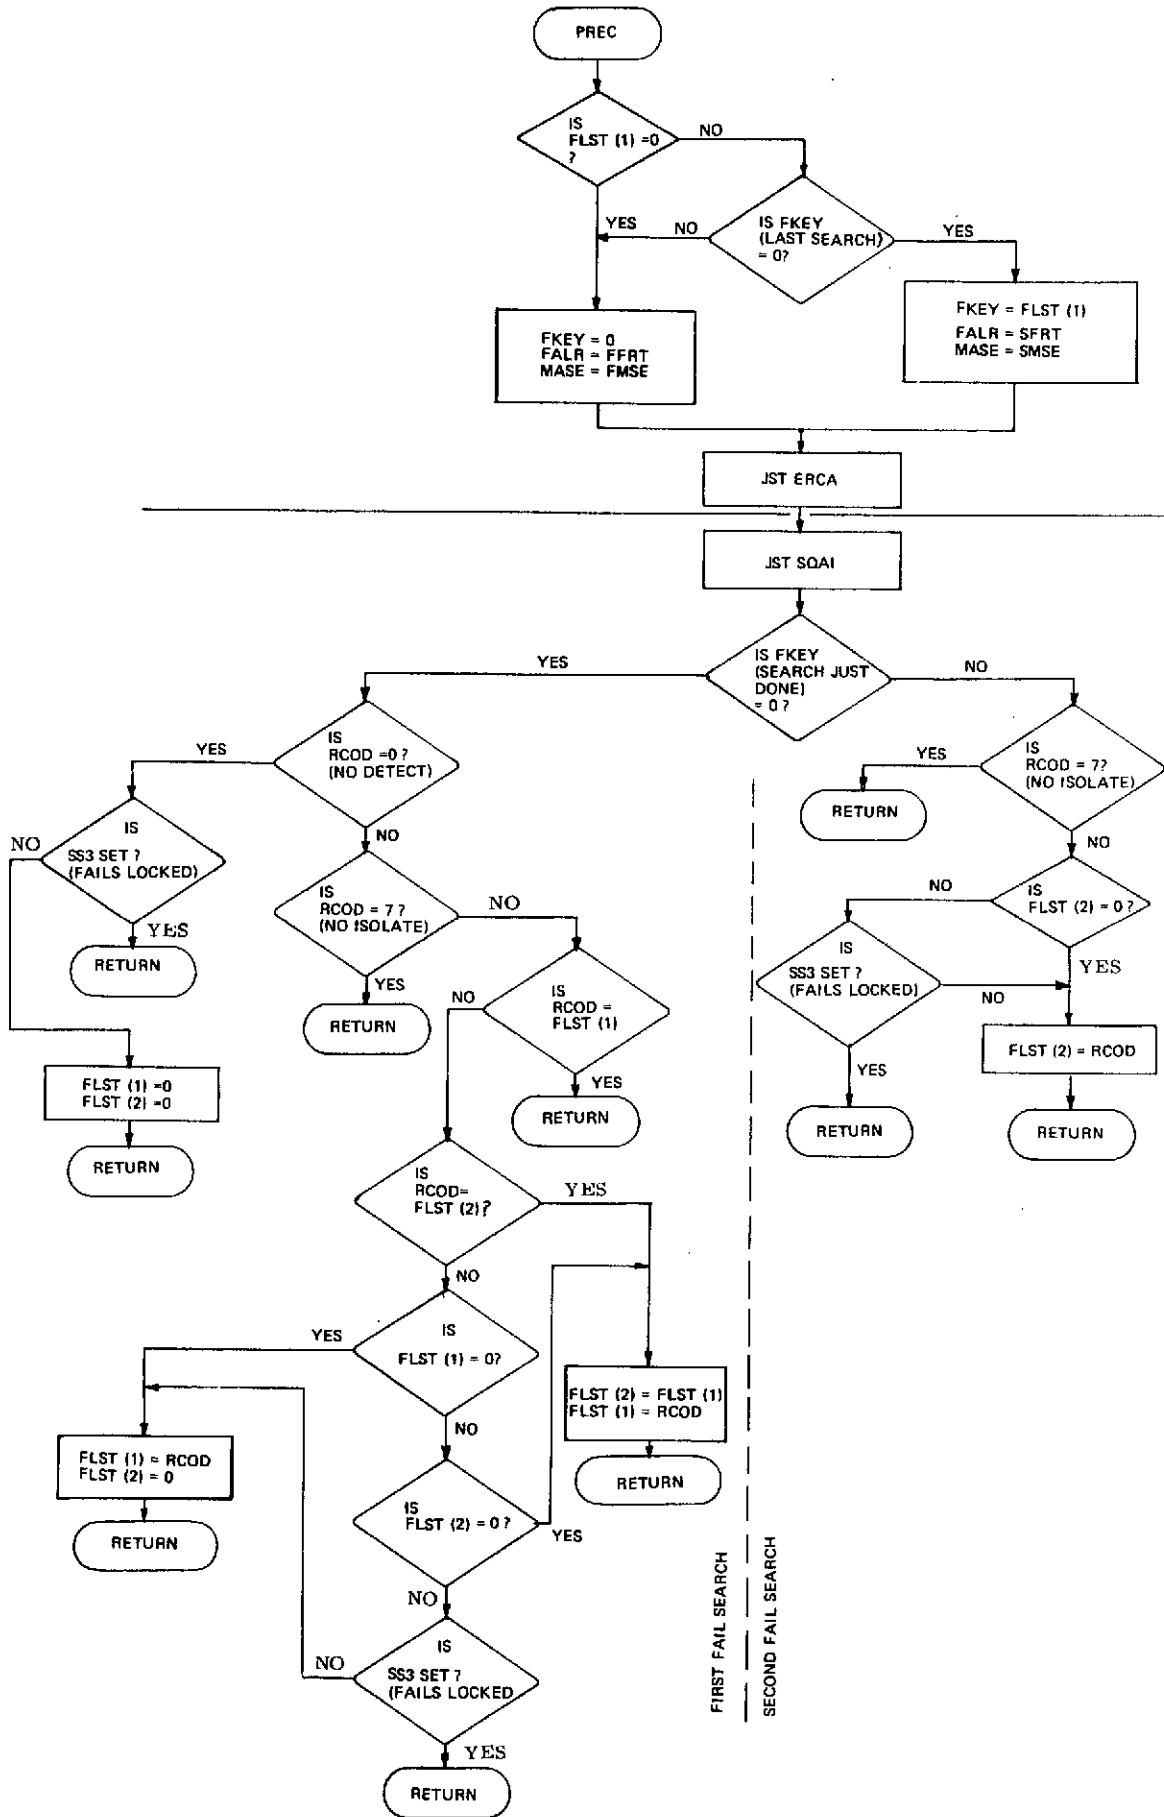 PREC
IS
FLST (1) =0
?
NO
YES
NO
IS FKEY
(LAST SEARCH)
= 0?
YES
FKEY = 0
FALR = FFRT
MASE = FMSE
FKEY = FLST (1)
FALR = SFRT
MASE = SMSE
JST ERCA
JST SQAI
IS FKEY
(SEARCH JUST
DONE)
= 0 ?
YES
NO
IS
RCOD =0 ?
(NO DETECT)
YES
NO
IS
SS3 SET ?
(FAILS LOCKED)
NO
YES
RETURN
FLST (1) =0
FLST (2) =0
RETURN
IS
RCOD = 7 ?
(NO ISOLATE)
NO
YES
RETURN
IS
RCOD =
FLST (1)
NO
YES
RETURN
IS
RCOD = 7?
(NO ISOLATE)
YES
RETURN
NO
IS
FLST (2) = 0 ?
NO
YES
IS
SS3 SET ?
(FAILS LOCKED)
NO
YES
RETURN
FLST (2) = RCOD
RETURN
IS
RCOD=
FLST (2)?
YES
NO
IS
FLST (1) = 0?
YES
NO
FLST (2) = FLST (1)
FLST (1) = RCOD
RETURN
FLST (1) = RCOD
FLST (2) = 0
RETURN
IS
FLST (2) = 0 ?
YES
NO
IS
SS3 SET ?
(FAILS LOCKED
NO
YES
RETURN
FIRST FAIL SEARCH
SECOND FAIL SEARCH